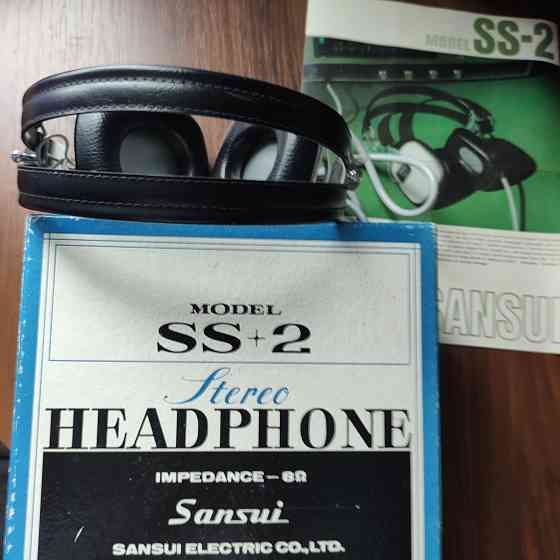 MODEL SS-2
SANSUI
MODEL
SS-2
Stereo
HEADPHONE
IMPEDANCE-8Ω
Sansui
SANSUI ELECTRIC CO.,LTD.